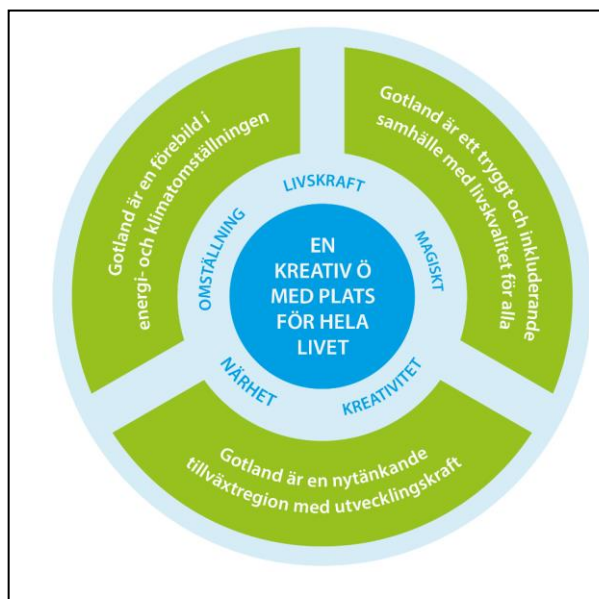 Gotland är en förebild i
energi- och klimatomställningen
Gotland är ett tryggt och inkluderande
samhälle med livskvalitet för alla
LIVSKRAFT
OMSTÄLLNING
MAGISKT
EN
KREATIV Ö
MED PLATS
FÖR HELA
LIVET
NÄRHET
KREATIVITET
Gotland är en nytänkande
tillväxtregion med utvecklingskraft